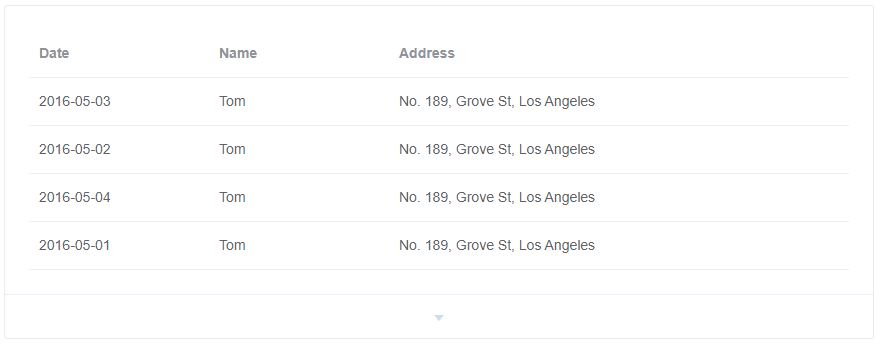 Date Name Address
2016-05-03 Tom No. 189, Grove St, Los Angeles
2016-05-02 Tom No. 189, Grove St, Los Angeles
2016-05-04 Tom No. 189, Grove St, Los Angeles
2016-05-01 Tom No. 189, Grove St, Los Angeles